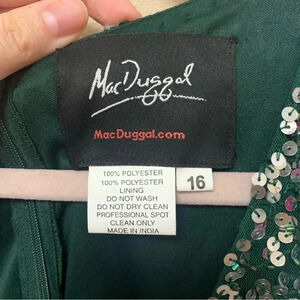 Mac Duggal
MacDuggal.com
100% POLYESTER
100% POLYESTER
LINING
DO NOT WASH
DO NOT DRY CLEAN
PROFESSIONAL SPOT
CLEAN ONLY
MADE IN INDIA
16